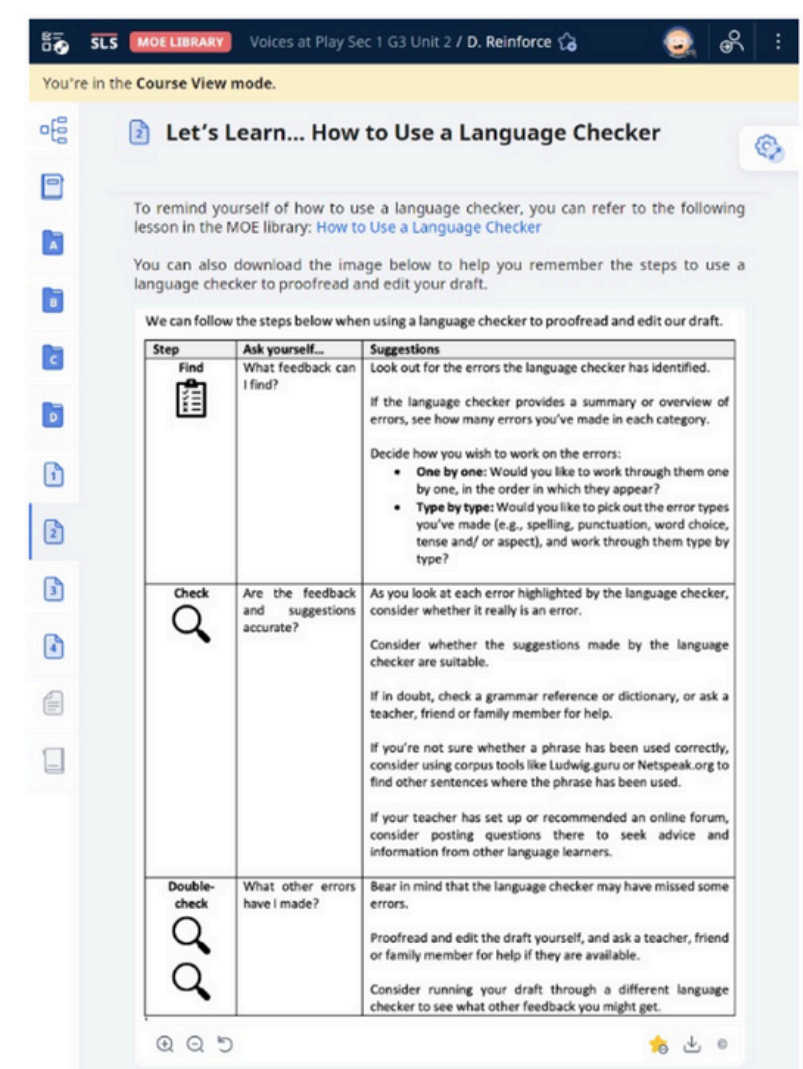 SLS MOE LIBRARY Voices at Play Sec 1 G3 Unit 2 / D. Reinforce
You're in the Course View mode.
2 Let's Learn... How to Use a Language Checker
To remind yourself of how to use a language checker, you can refer to the following
lesson in the MOE library: How to Use a Language Checker
You can also download the image below to help you remember the steps to use a
language checker to proofread and edit your draft.
We can follow the steps below when using a language checker to proofread and edit our draft.
Step Ask yourself... Suggestions
Find
What feedback can
I find?
Look out for the errors the language checker has identified.
If the language checker provides a summary or overview of
errors, see how many errors you've made in each category.
Decide how you wish to work on the errors:
• One by one: Would you like to work through them one
by one, in the order in which they appear?
• Type by type: Would you like to pick out the error types
you've made (e.g., spelling, punctuation, word choice,
tense and/ or aspect), and work through them type by
type?
Check
Are the feedback
and suggestions
accurate?
As you look at each error highlighted by the language checker,
consider whether it really is an error.
Consider whether the suggestions made by the language
checker are suitable.
If in doubt, check a grammar reference or dictionary, or ask a
teacher, friend or family member for help.
If you're not sure whether a phrase has been used correctly,
consider using corpus tools like Ludwig.guru or Netspeak.org to
find other sentences where the phrase has been used.
If your teacher has set up or recommended an online forum,
consider posting questions there to seek advice and
information from other language learners.
Double-
check
What other errors
have I made?
Bear in mind that the language checker may have missed some
errors.
Proofread and edit the draft yourself, and ask a teacher, friend
or family member for help if they are available.
Consider running your draft through a different language
checker to see what other feedback you might get.
A
B
C
D
1
2
3
4
©